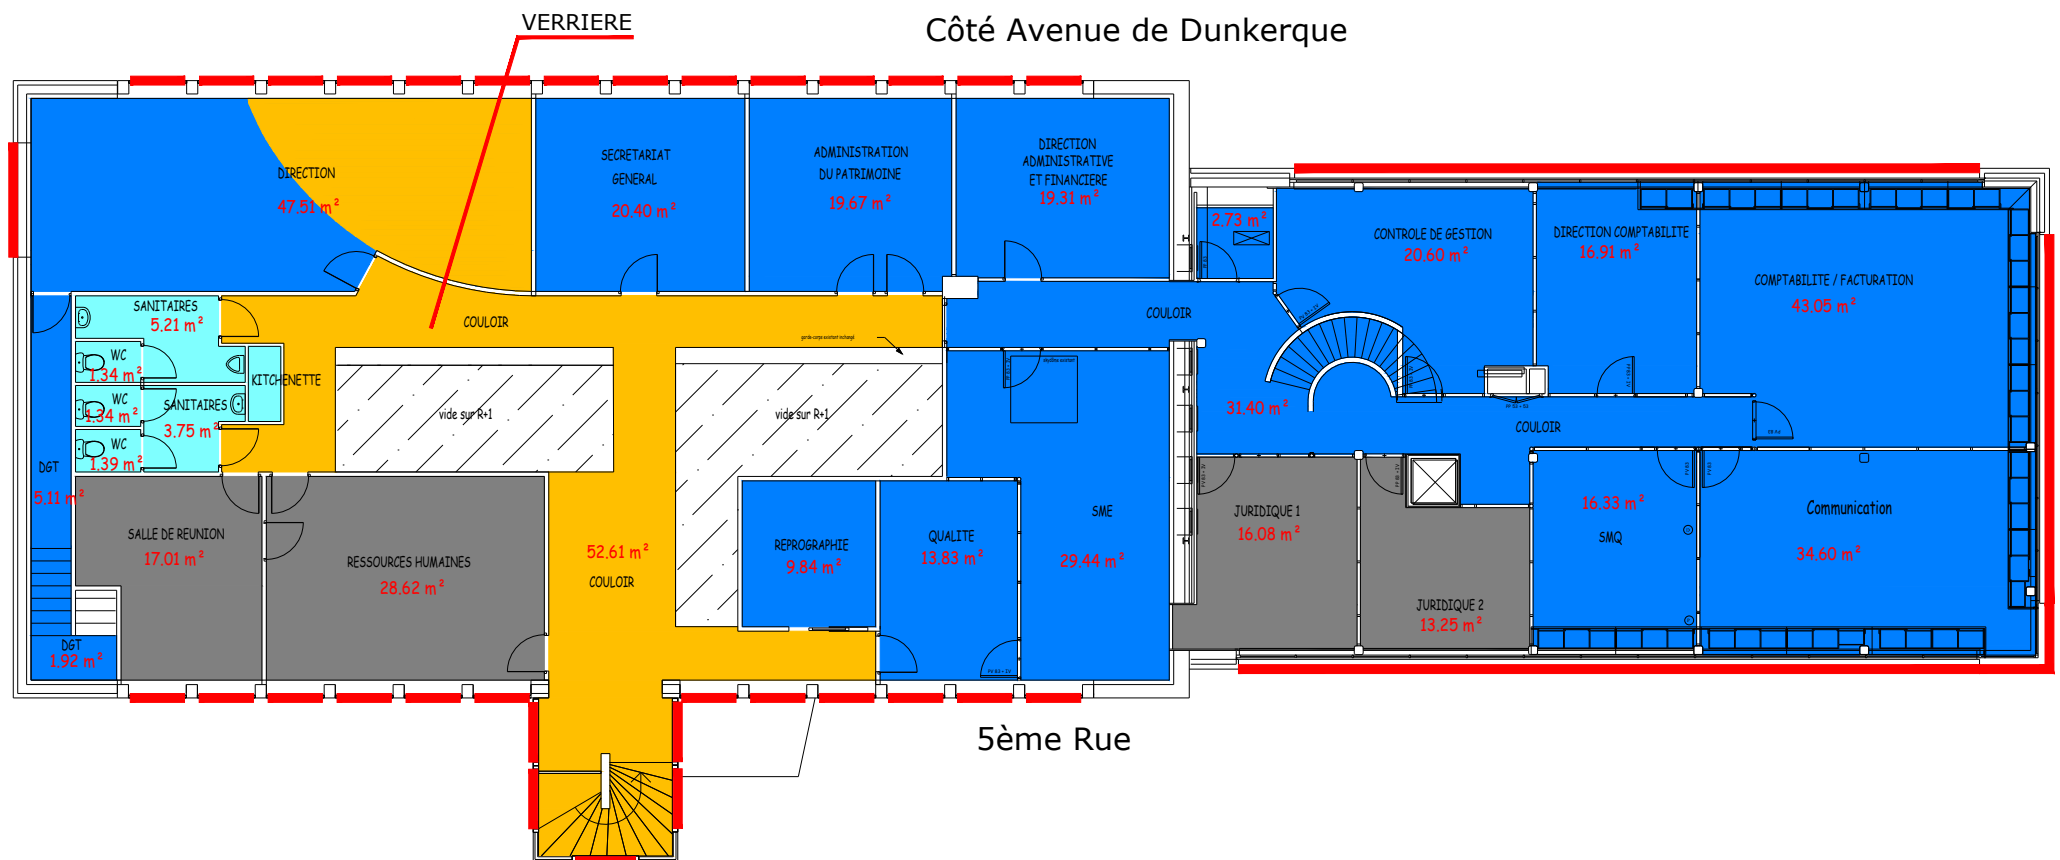 VERRIERE
Côté Avenue de Dunkerque
DIRECTION
47.51 m²
SECRETARIAT
GENERAL
20.40 m²
ADMINISTRATION
DU PATRIMOINE
19.67 m²
DIRECTION
ADMINISTRATIVE
ET FINANCIERE
19.31 m²
2.73 m²
CONTROLE DE GESTION
20.60 m²
DIRECTION COMPTABILITE
16.91 m²
COMPTABILITE / FACTURATION
43.05 m²
SANITAIRES
5.21 m²
COULOIR
garde-corps existant inchangé
COULOIR
WC
1.34 m²
KITCHENETTE
WC
1.34 m²
SANITAIRES
3.75 m²
WC
1.39 m²
vide sur R+1
vide sur R+1
31.40 m²
COULOIR
DGT
5.11 m²
SALLE DE REUNION
17.01 m²
RESSOURCES HUMAINES
28.62 m²
52.61 m²
COULOIR
REPROGRAPHIE
9.84 m²
QUALITE
13.83 m²
SME
29.44 m²
JURIDIQUE 1
16.08 m²
JURIDIQUE 2
13.25 m²
16.33 m²
SMQ
Communication
34.60 m²
DGT
1.92 m²
5ème Rue